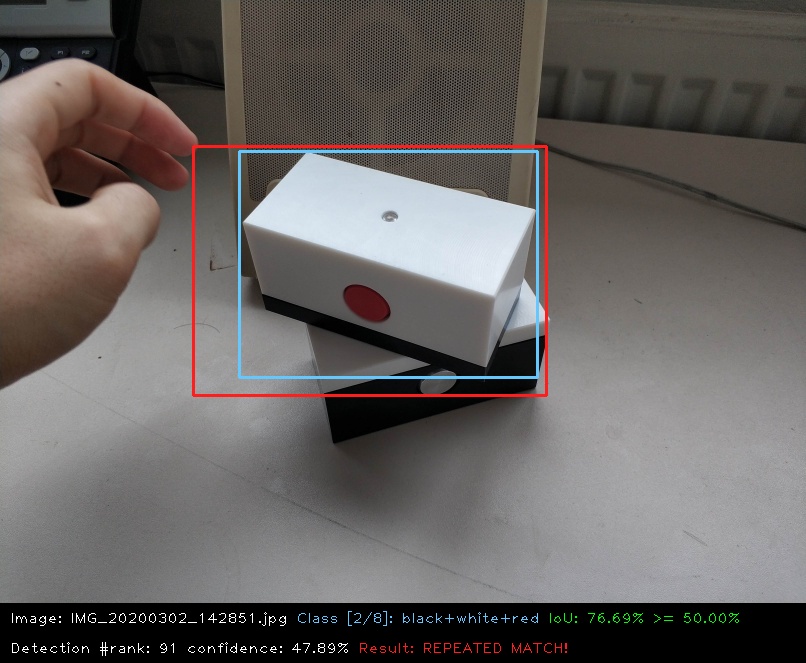 Image: IMG_20200302_142851.jpg Class [2/8]: black+white+red IoU: 76.69% >= 50.00%
Detection #rank: 91 confidence: 47.89% Result: REPEATED MATCH!